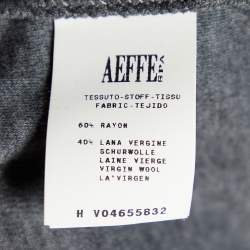 AEFFE SPA
TESSUTO-STOFF-TISSU
FABRIC-TEJIDO
60% RAYON
40% LANA VERGINE
SCHURWOLLE
LAINE VIERGE
VIRGIN WOOL
LA'VIRGEN
H V04655832